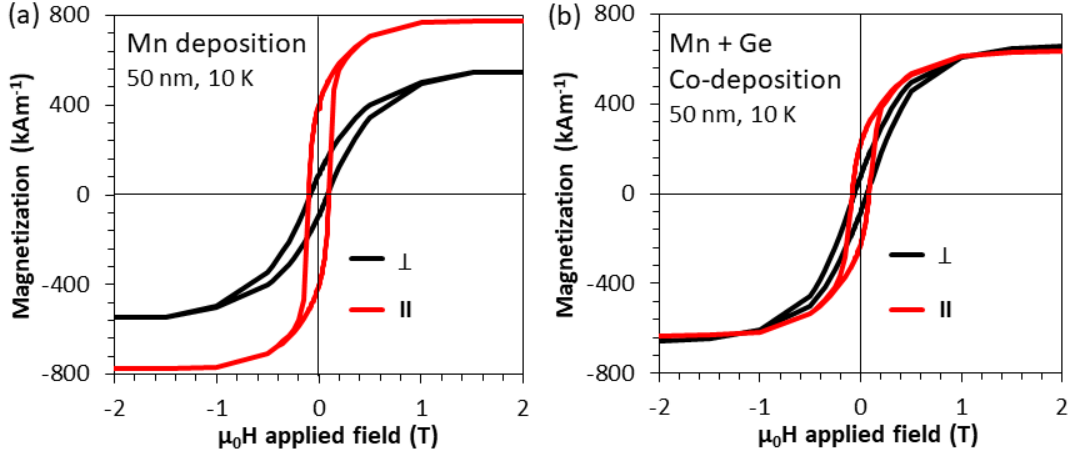 (a)
Mn deposition
50 nm, 10 K
Magnetization (kAm⁻¹)
800
400
0
-400
-800
⊥
II
-2
-1
0
1
2
μ₀H applied field (T)
(b)
Mn + Ge
Co-deposition
50 nm, 10 K
Magnetization (kAm⁻¹)
800
400
0
-400
-800
⊥
II
-2
-1
0
1
2
μ₀H applied field (T)